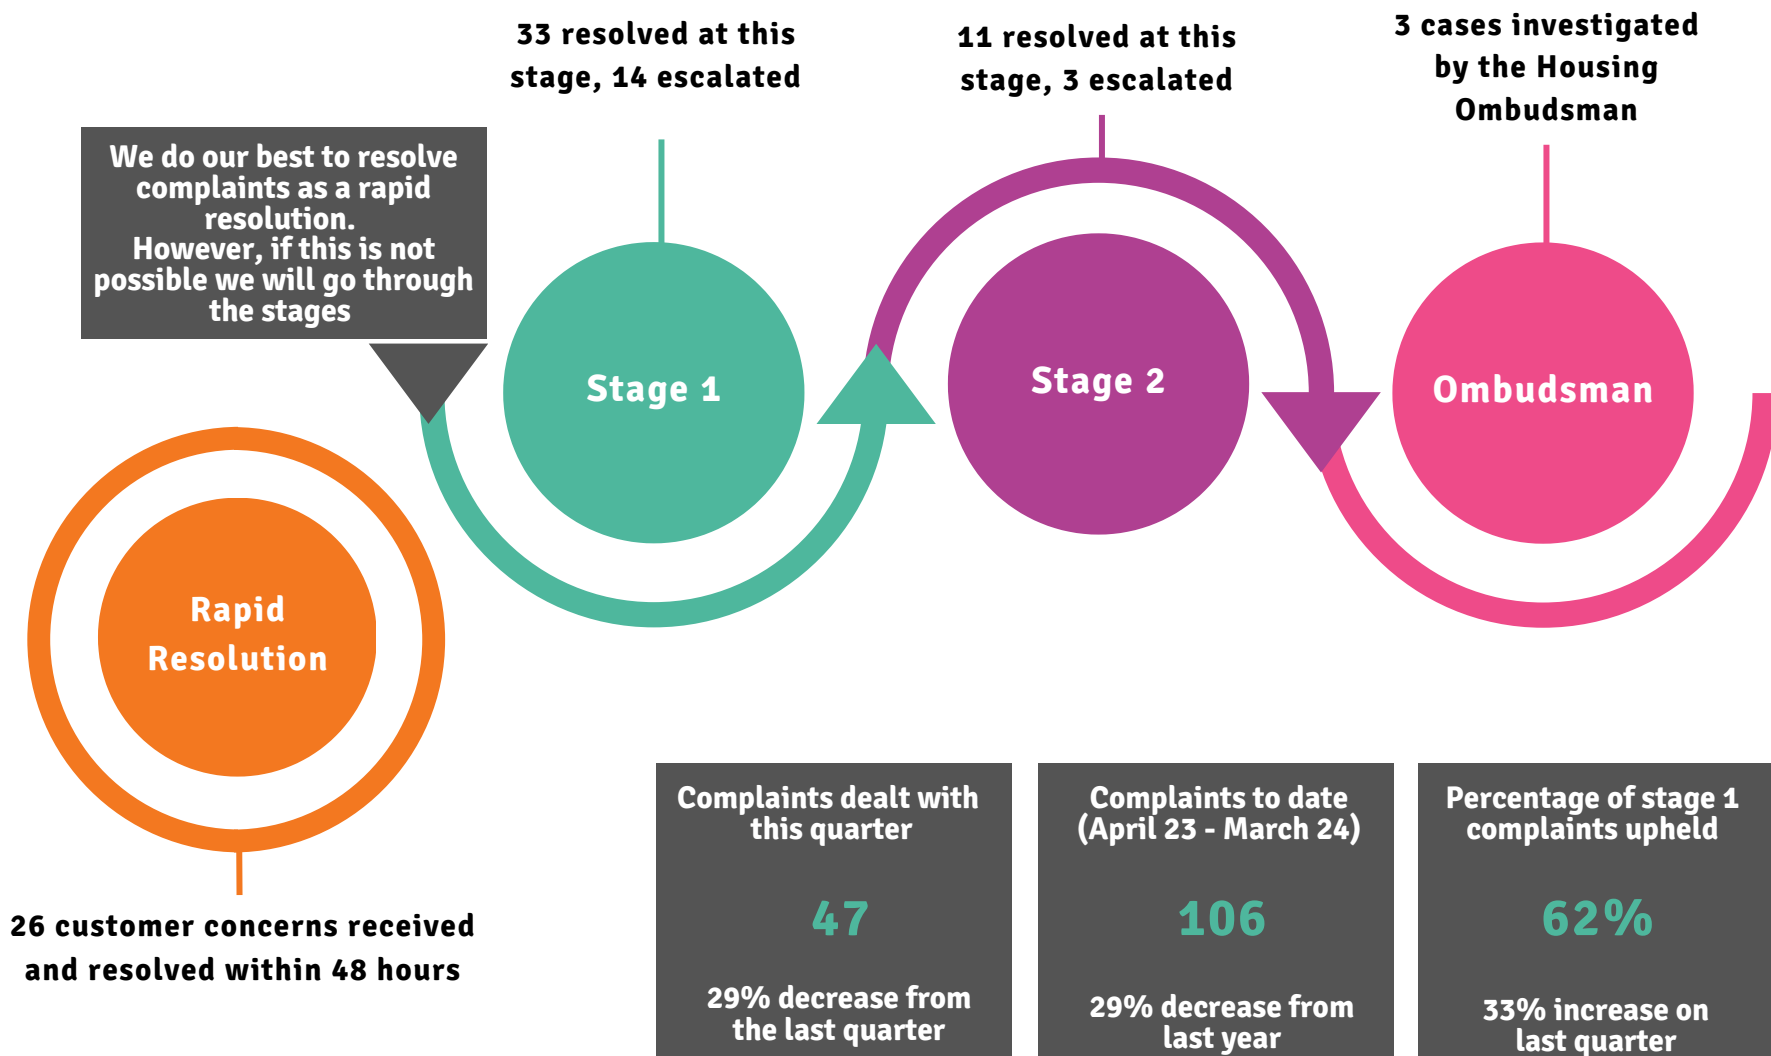 33 resolved at this
stage, 14 escalated
11 resolved at this
stage, 3 escalated
3 cases investigated
by the Housing
Ombudsman
We do our best to resolve
complaints as a rapid
resolution.
However, if this is not
possible we will go through
the stages
Stage 1
Stage 2
Ombudsman
Rapid
Resolution
26 customer concerns received
and resolved within 48 hours
Complaints dealt with
this quarter
47
29% decrease from
the last quarter
Complaints to date
(April 23 - March 24)
106
29% decrease from
last year
Percentage of stage 1
complaints upheld
62%
33% increase on
last quarter